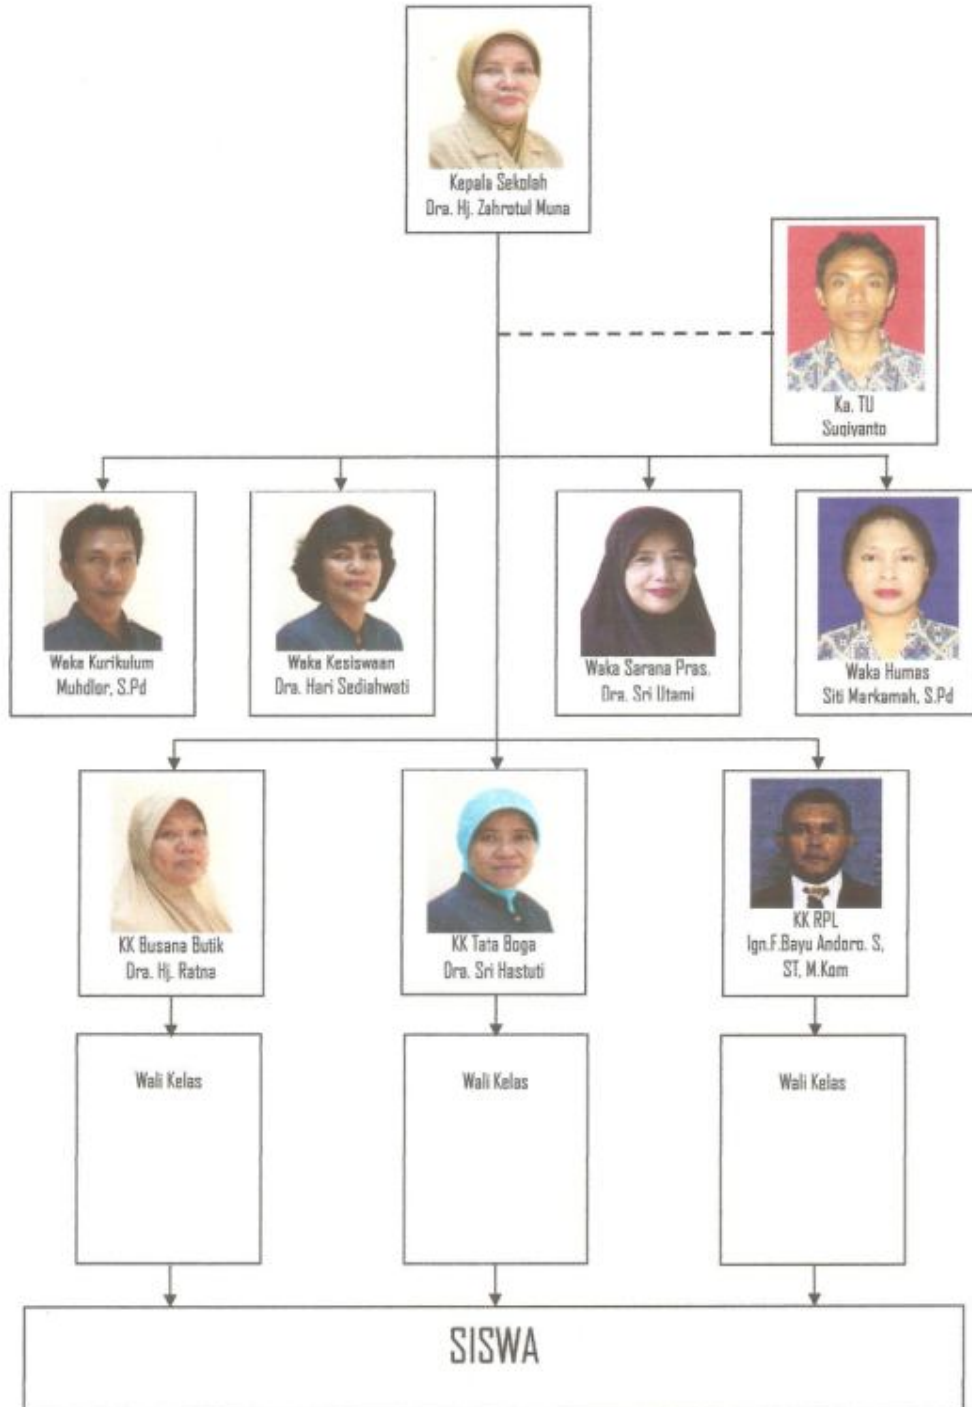 Kepala Sekolah
Dra. Hj. Zahrotul Muna
Ka. TU
Sugiyanto
Waka Kurikulum
Muhdlor, S.Pd
Waka Kesiswaan
Dra. Hari Sediahwati
Waka Sarana Pras.
Dra. Sri Utami
Waka Humas
Siti Markamah, S.Pd
KK Busana Butik
Dra. Hj. Ratna
KK Tata Boga
Dra. Sri Hastuti
KK RPL
Ign.F.Bayu Andoro. S,
ST, M.Kom
Wali Kelas
Wali Kelas
Wali Kelas
SISWA